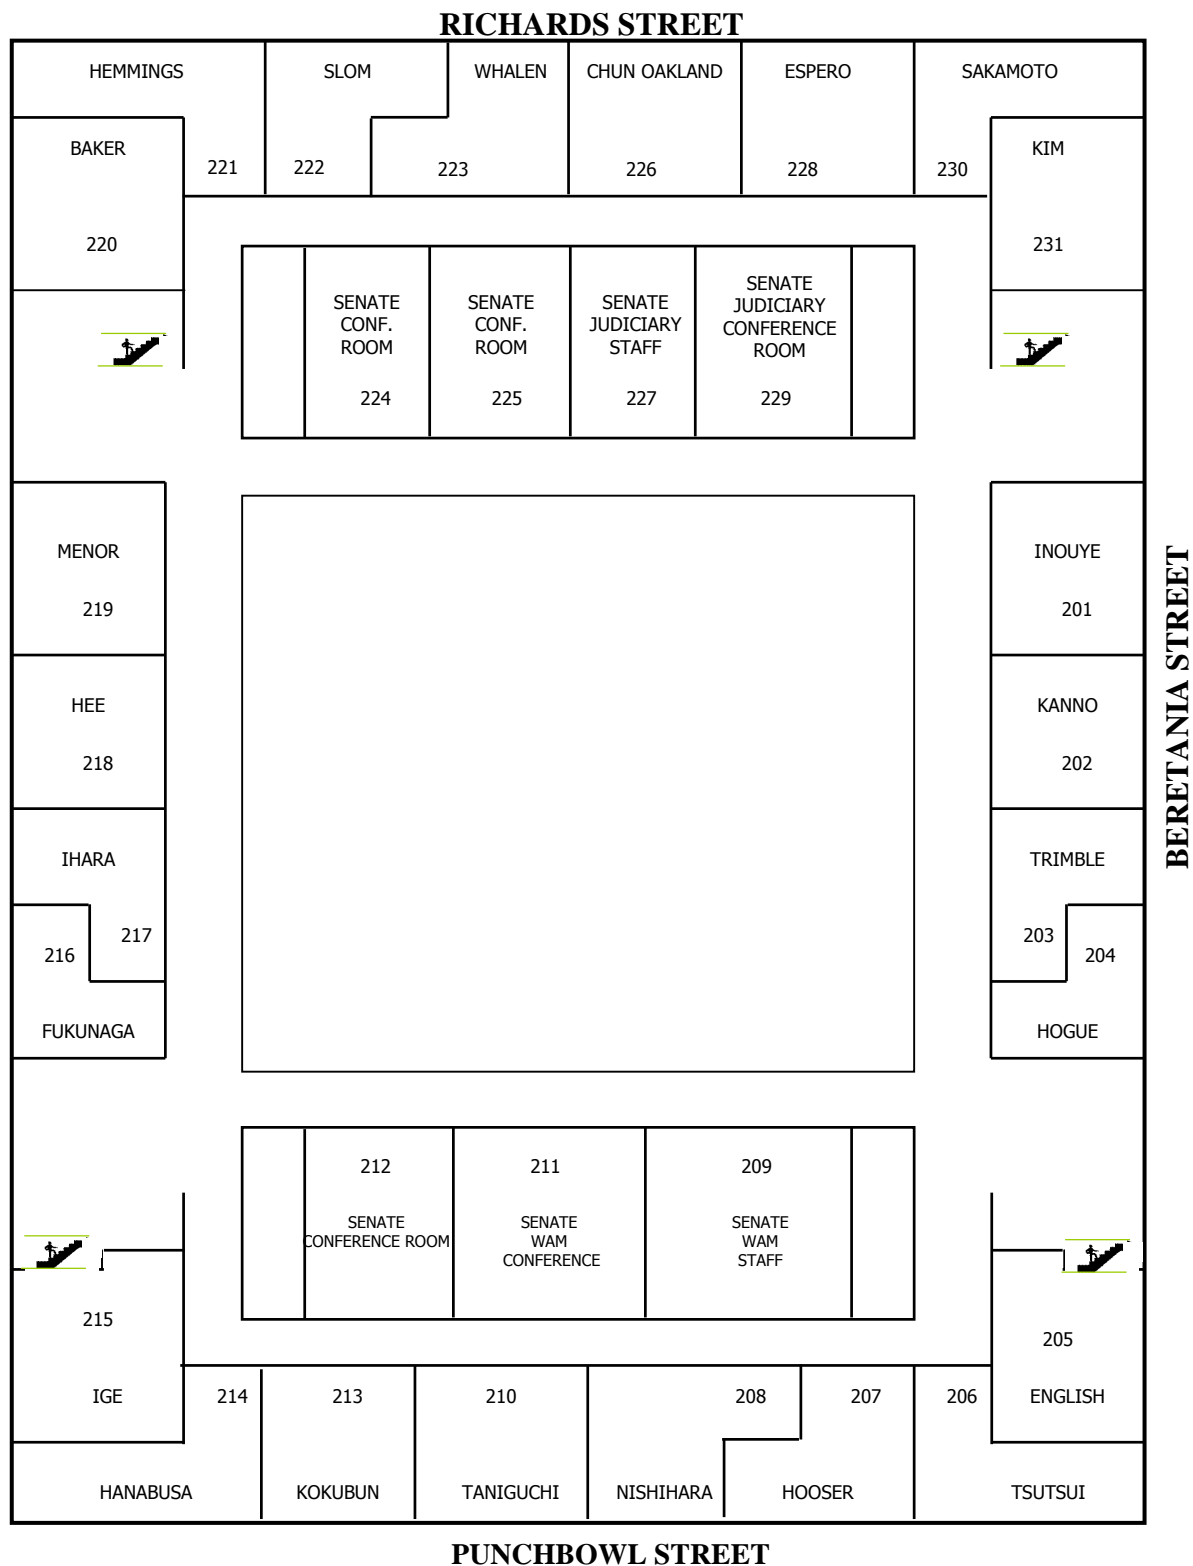 RICHARDS STREET
HEMMINGS
SLOM
WHALEN
CHUN OAKLAND
ESPERO
SAKAMOTO
BAKER
KIM
221
222
223
226
228
230
220
231
SENATE
CONF.
ROOM
224
SENATE
CONF.
ROOM
225
SENATE
JUDICIARY
STAFF
227
SENATE
JUDICIARY
CONFERENCE
ROOM
229
MENOR
219
INOUYE
201
HEE
218
KANNO
202
BERETANIA STREET
IHARA
217
216
FUKUNAGA
TRIMBLE
203
204
HOGUE
212
SENATE
CONFERENCE ROOM
211
SENATE
WAM
CONFERENCE
209
SENATE
WAM
STAFF
215
IGE
205
ENGLISH
214
213
210
208
207
206
HANABUSA
KOKUBUN
TANIGUCHI
NISHIHARA
HOOSER
TSUTSUI
PUNCHBOWL STREET